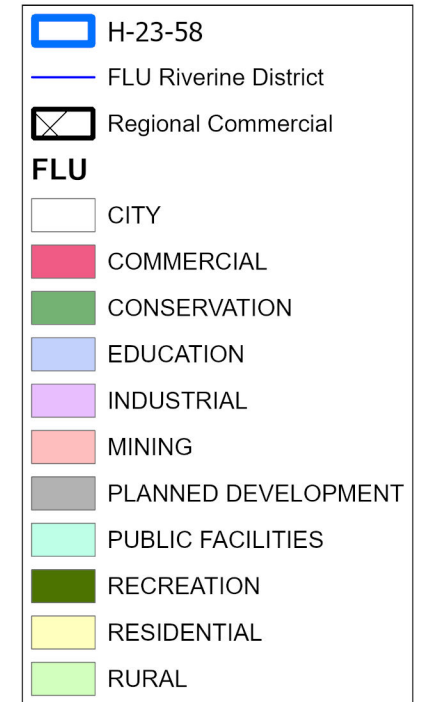 H-23-58
FLU Riverine District
Regional Commercial
FLU
CITY
COMMERCIAL
CONSERVATION
EDUCATION
INDUSTRIAL
MINING
PLANNED DEVELOPMENT
PUBLIC FACILITIES
RECREATION
RESIDENTIAL
RURAL